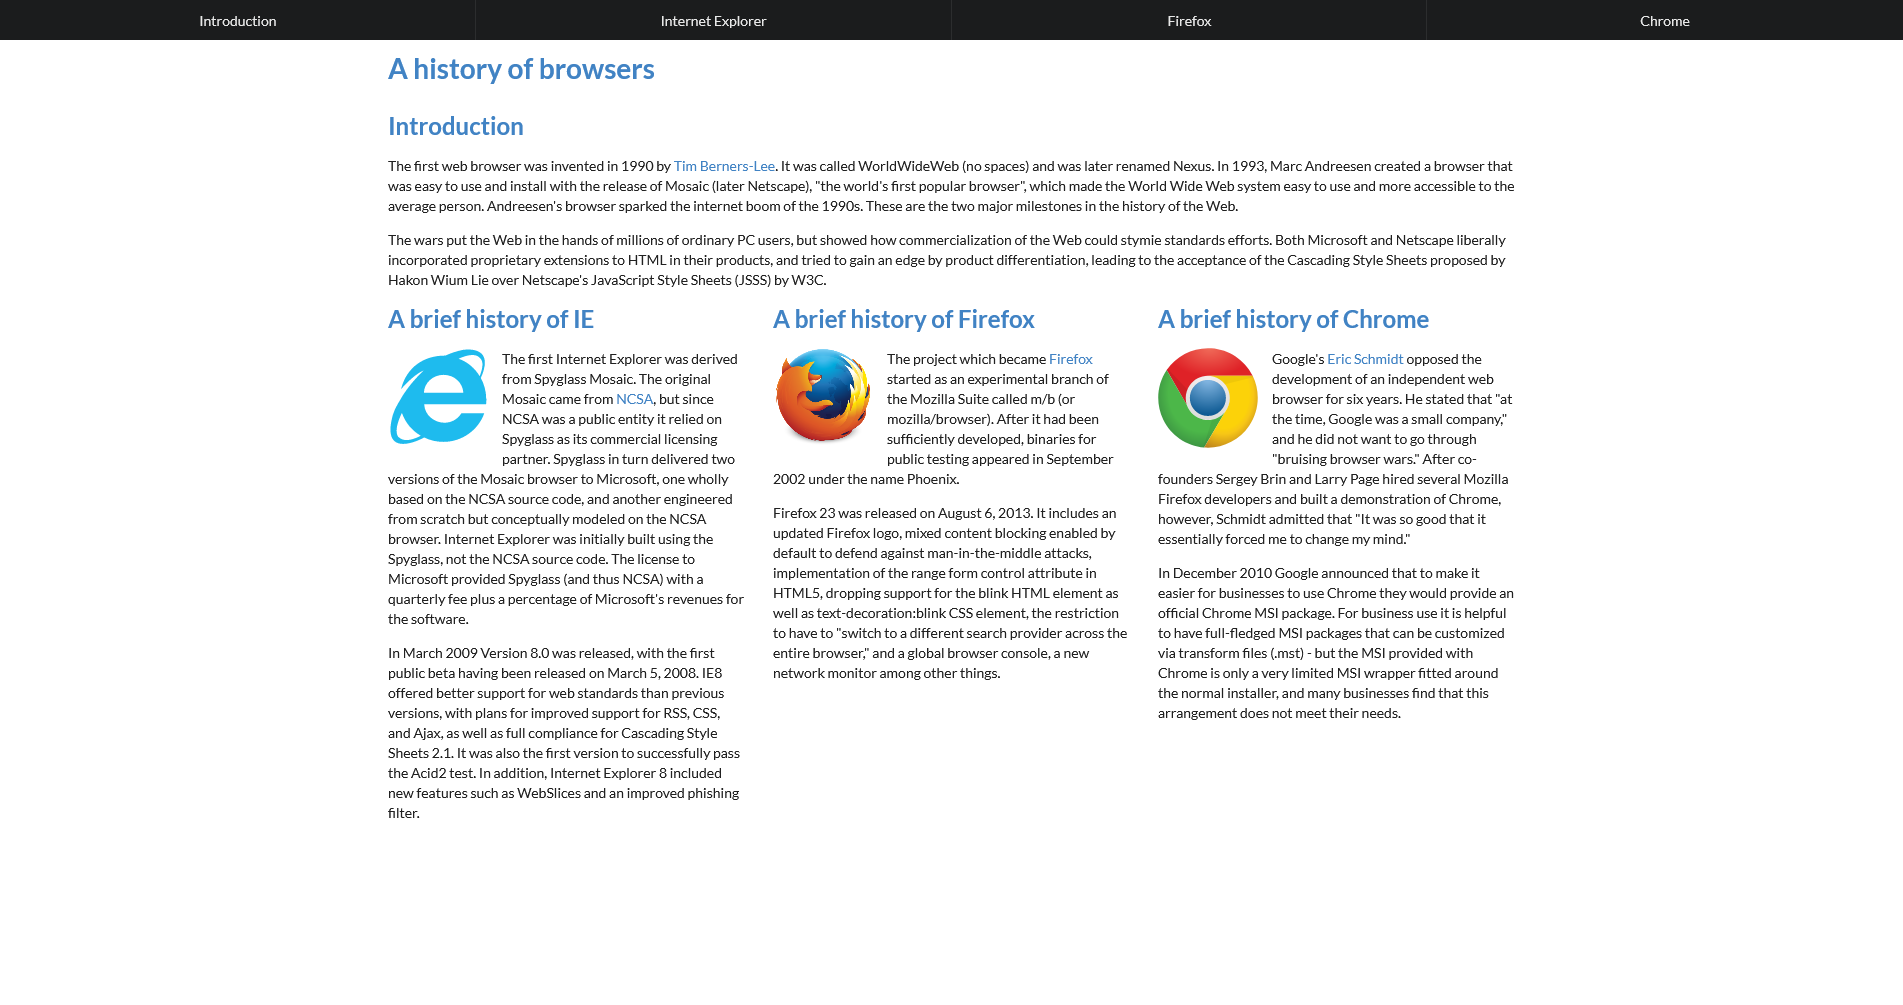 Introduction
Internet Explorer
Firefox
Chrome
A history of browsers
Introduction
The first web browser was invented in 1990 by Tim Berners-Lee. It was called WorldWideWeb (no spaces) and was later renamed Nexus. In 1993, Marc Andreesen created a browser that
was easy to use and install with the release of Mosaic (later Netscape), "the world's first popular browser", which made the World Wide Web system easy to use and more accessible to the
average person. Andreesen's browser sparked the internet boom of the 1990s. These are the two major milestones in the history of the Web.
The wars put the Web in the hands of millions of ordinary PC users, but showed how commercialization of the Web could stymie standards efforts. Both Microsoft and Netscape liberally
incorporated proprietary extensions to HTML in their products, and tried to gain an edge by product differentiation, leading to the acceptance of the Cascading Style Sheets proposed by
Hakon Wium Lie over Netscape's JavaScript Style Sheets (JSSS) by W3C.
A brief history of IE
The first Internet Explorer was derived
from Spyglass Mosaic. The original
Mosaic came from NCSA, but since
NCSA was a public entity it relied on
Spyglass as its commercial licensing
partner. Spyglass in turn delivered two
versions of the Mosaic browser to Microsoft, one wholly
based on the NCSA source code, and another engineered
from scratch but conceptually modeled on the NCSA
browser. Internet Explorer was initially built using the
Spyglass, not the NCSA source code. The license to
Microsoft provided Spyglass (and thus NCSA) with a
quarterly fee plus a percentage of Microsoft's revenues for
the software.
In March 2009 Version 8.0 was released, with the first
public beta having been released on March 5, 2008. IE8
offered better support for web standards than previous
versions, with plans for improved support for RSS, CSS,
and Ajax, as well as full compliance for Cascading Style
Sheets 2.1. It was also the first version to successfully pass
the Acid2 test. In addition, Internet Explorer 8 included
new features such as WebSlices and an improved phishing
filter.
A brief history of Firefox
The project which became Firefox
started as an experimental branch of
the Mozilla Suite called m/b (or
mozilla/browser). After it had been
sufficiently developed, binaries for
public testing appeared in September
2002 under the name Phoenix.
Firefox 23 was released on August 6, 2013. It includes an
updated Firefox logo, mixed content blocking enabled by
default to defend against man-in-the-middle attacks,
implementation of the range form control attribute in
HTML5, dropping support for the blink HTML element as
well as text-decoration:blink CSS element, the restriction
to have to "switch to a different search provider across the
entire browser," and a global browser console, a new
network monitor among other things.
A brief history of Chrome
Google's Eric Schmidt opposed the
development of an independent web
browser for six years. He stated that "at
the time, Google was a small company,"
and he did not want to go through
"bruising browser wars." After co-
founders Sergey Brin and Larry Page hired several Mozilla
Firefox developers and built a demonstration of Chrome,
however, Schmidt admitted that "It was so good that it
essentially forced me to change my mind."
In December 2010 Google announced that to make it
easier for businesses to use Chrome they would provide an
official Chrome MSI package. For business use it is helpful
to have full-fledged MSI packages that can be customized
via transform files (.mst) - but the MSI provided with
Chrome is only a very limited MSI wrapper fitted around
the normal installer, and many businesses find that this
arrangement does not meet their needs.